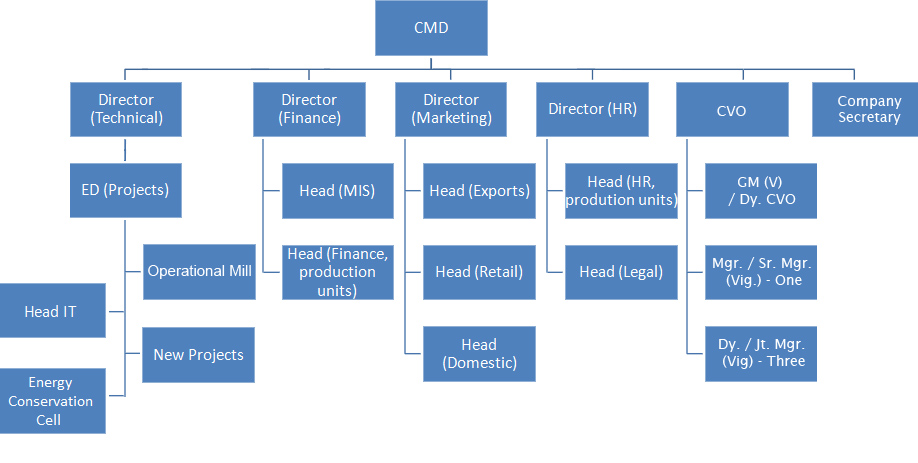 CMD
Director
(Technical)
Director
(Finance)
Director
(Marketing)
Director (HR)
CVO
Company
Secretary
ED (Projects)
Head (MIS)
Head (Exports)
Head (HR,
prodution units)
GM (V)
/ Dy. CVO
Operational Mill
Head (Finance,
production
units)
Head (Retail)
Head (Legal)
Mgr. / Sr. Mgr.
(Vig.) - One
Head IT
New Projects
Head
(Domestic)
Dy. / Jt. Mgr.
(Vig) - Three
Energy
Conservation
Cell